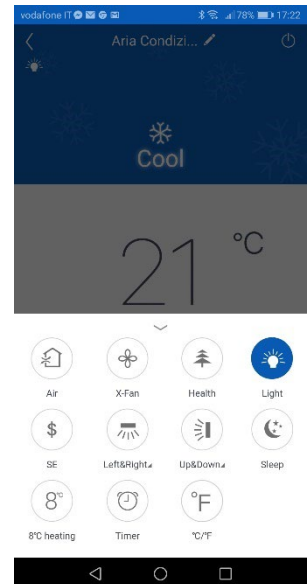 vodafone IT 78% 17:22
Aria Condizi...
Cool
21 °C
Air X-Fan Health Light
$
SE Left&Right Up&Down Sleep
8°C °F
8°C heating Timer °C/°F